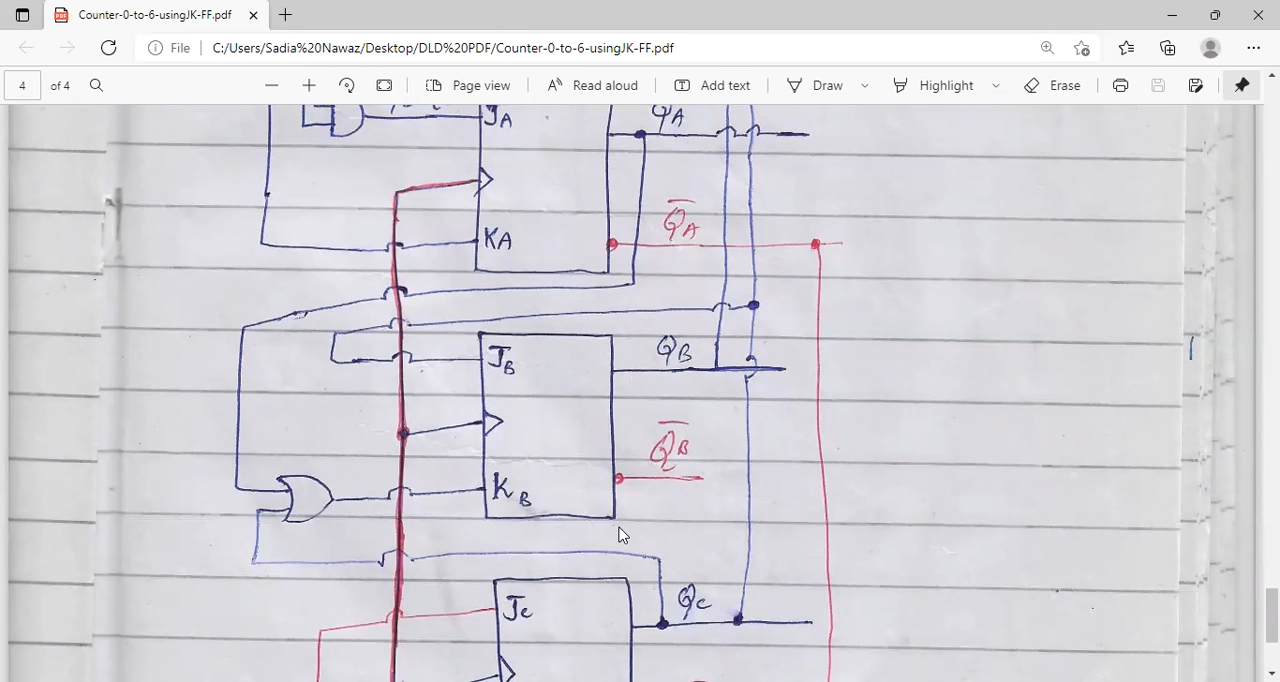 Counter-0-to-6-usingJK-FF.pdf
File
C:/Users/Sadia%20Nawaz/Desktop/DLD%20PDF/Counter-0-to-6-usingJK-FF.pdf
4 of 4
Page view
Read aloud
Add text
Draw
Highlight
Erase
JA
QA
Q̅A
KA
JB
QB
Q̅B
KB
JC
QC